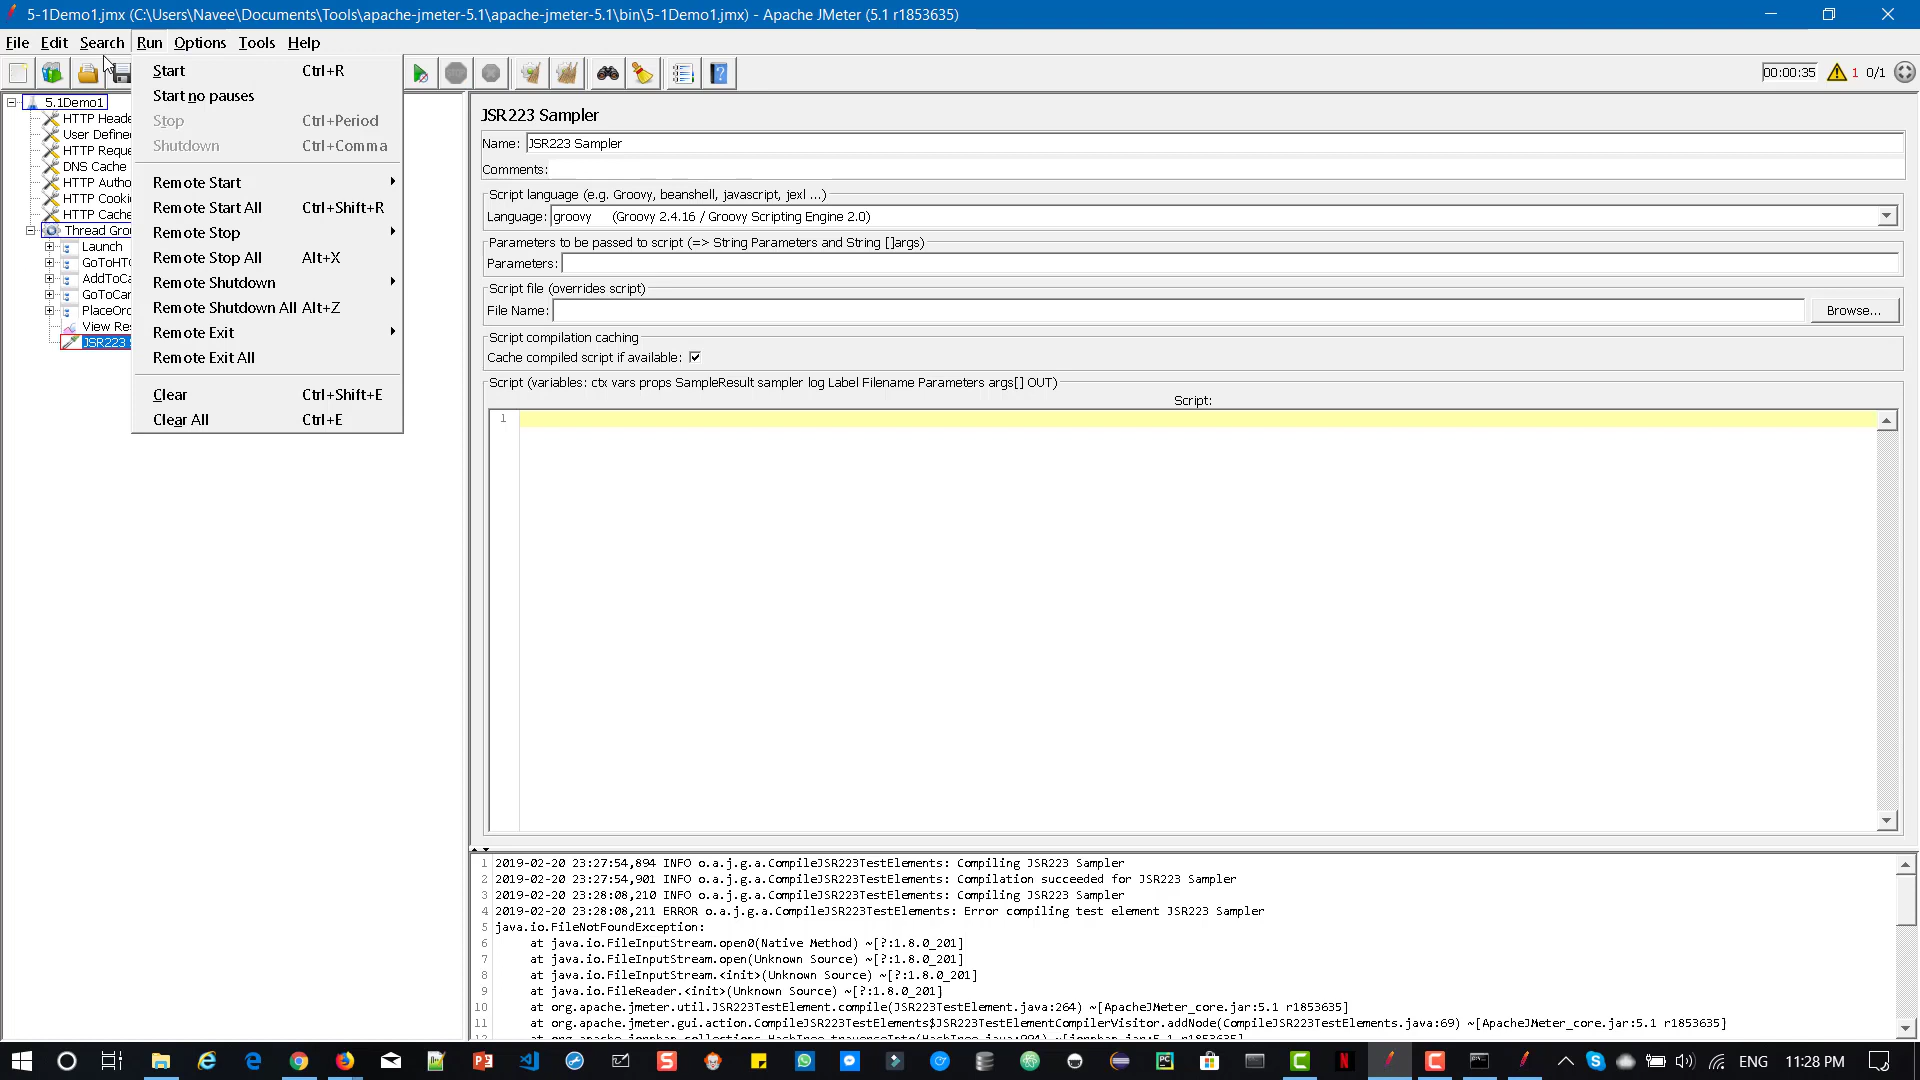 5-1Demo1.jmx (C:\Users\Navee\Documents\Tools\apache-jmeter-5.1\apache-jmeter-5.1\bin\5-1Demo1.jmx) - Apache JMeter (5.1 r1853635)
File Edit Search Run Options Tools Help
00:00:35 1 0/1
Start Ctrl+R
Start no pauses
Stop Ctrl+Period
Shutdown Ctrl+Comma
Remote Start
Remote Start All Ctrl+Shift+R
Remote Stop
Remote Stop All Alt+X
Remote Shutdown
Remote Shutdown All Alt+Z
Remote Exit
Remote Exit All
Clear Ctrl+Shift+E
Clear All Ctrl+E
5.1Demo1
HTTP Heade
User Define
HTTP Reque
DNS Cache
HTTP Autho
HTTP Cooki
HTTP Cache
Thread Gro
Launch
GoToHTC
AddToCa
GoToCar
PlaceOrc
View Res
JSR223
JSR223 Sampler
Name: JSR223 Sampler
Comments:
Script language (e.g. Groovy, beanshell, javascript, jexl ...)
Language: groovy (Groovy 2.4.16 / Groovy Scripting Engine 2.0)
Parameters to be passed to script (=> String Parameters and String []args)
Parameters:
Script file (overrides script)
File Name: Browse...
Script compilation caching
Cache compiled script if available:
Script (variables: ctx vars props SampleResult sampler log Label Filename Parameters args[] OUT)
Script:
1
1 2019-02-20 23:27:54,894 INFO o.a.j.g.a.CompileJSR223TestElements: Compiling JSR223 Sampler
2 2019-02-20 23:27:54,901 INFO o.a.j.g.a.CompileJSR223TestElements: Compilation succeeded for JSR223 Sampler
3 2019-02-20 23:28:08,210 INFO o.a.j.g.a.CompileJSR223TestElements: Compiling JSR223 Sampler
4 2019-02-20 23:28:08,211 ERROR o.a.j.g.a.CompileJSR223TestElements: Error compiling test element JSR223 Sampler
5 java.io.FileNotFoundException:
6 at java.io.FileInputStream.open0(Native Method) ~[?:1.8.0_201]
7 at java.io.FileInputStream.open(Unknown Source) ~[?:1.8.0_201]
8 at java.io.FileInputStream.<init>(Unknown Source) ~[?:1.8.0_201]
9 at java.io.FileReader.<init>(Unknown Source) ~[?:1.8.0_201]
10 at org.apache.jmeter.util.JSR223TestElement.compile(JSR223TestElement.java:264) ~[ApacheJMeter_core.jar:5.1 r1853635]
11 at org.apache.jmeter.gui.action.CompileJSR223TestElements$JSR223TestElementCompilerVisitor.addNode(CompileJSR223TestElements.java:69) ~[ApacheJMeter_core.jar:5.1 r1853635]
ENG 11:28 PM